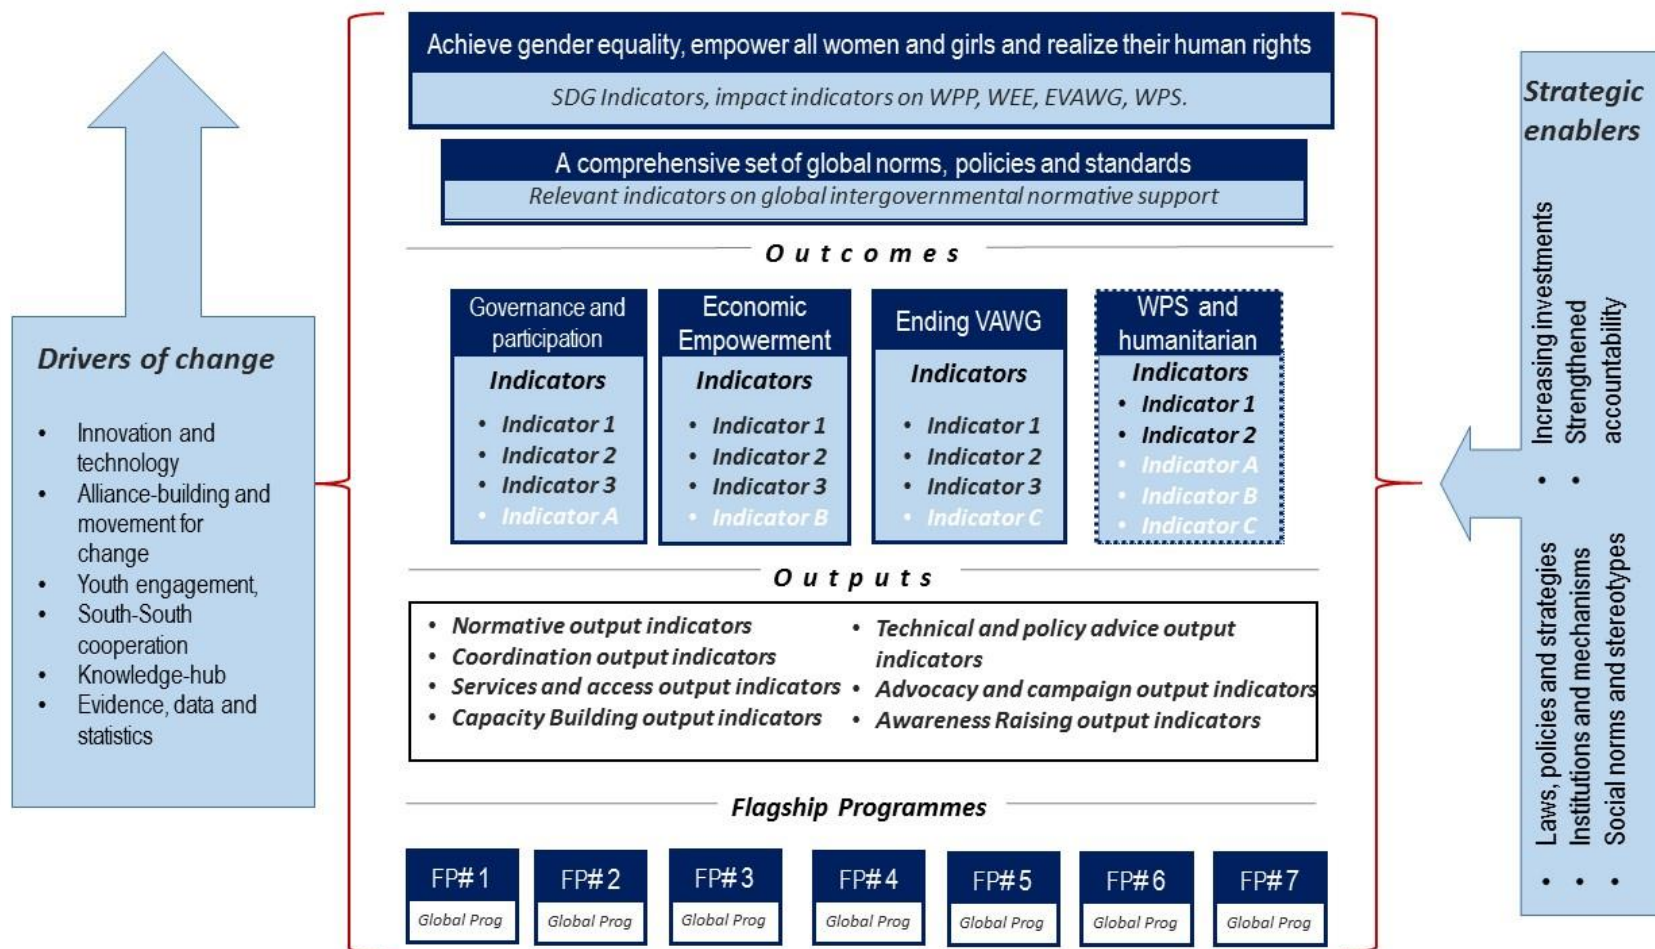 Achieve gender equality, empower all women and girls and realize their human rights
SDG Indicators, impact indicators on WPP, WEE, EVAWG, WPS.
A comprehensive set of global norms, policies and standards
Relevant indicators on global intergovernmental normative support
Drivers of change
• Innovation and
technology
• Alliance-building and
movement for
change
• Youth engagement,
• South-South
cooperation
• Knowledge-hub
• Evidence, data and
statistics
Outcomes
Governance and
participation
Indicators
• Indicator 1
• Indicator 2
• Indicator 3
• Indicator A
Economic
Empowerment
Indicators
• Indicator 1
• Indicator 2
• Indicator 3
• Indicator B
Ending VAWG
Indicators
• Indicator 1
• Indicator 2
• Indicator 3
• Indicator C
WPS and
humanitarian
Indicators
• Indicator 1
• Indicator 2
• Indicator A
• Indicator B
• Indicator C
Outputs
• Normative output indicators
• Coordination output indicators
• Services and access output indicators
• Capacity Building output indicators
• Technical and policy advice output
indicators
• Advocacy and campaign output indicators
• Awareness Raising output indicators
Flagship Programmes
FP# 1
Global Prog
FP# 2
Global Prog
FP# 3
Global Prog
FP# 4
Global Prog
FP# 5
Global Prog
FP# 6
Global Prog
FP# 7
Global Prog
Strategic
enablers
• Laws, policies and strategies
• Institutions and mechanisms
• Social norms and stereotypes
• Increasing investments
• Strengthened
accountability